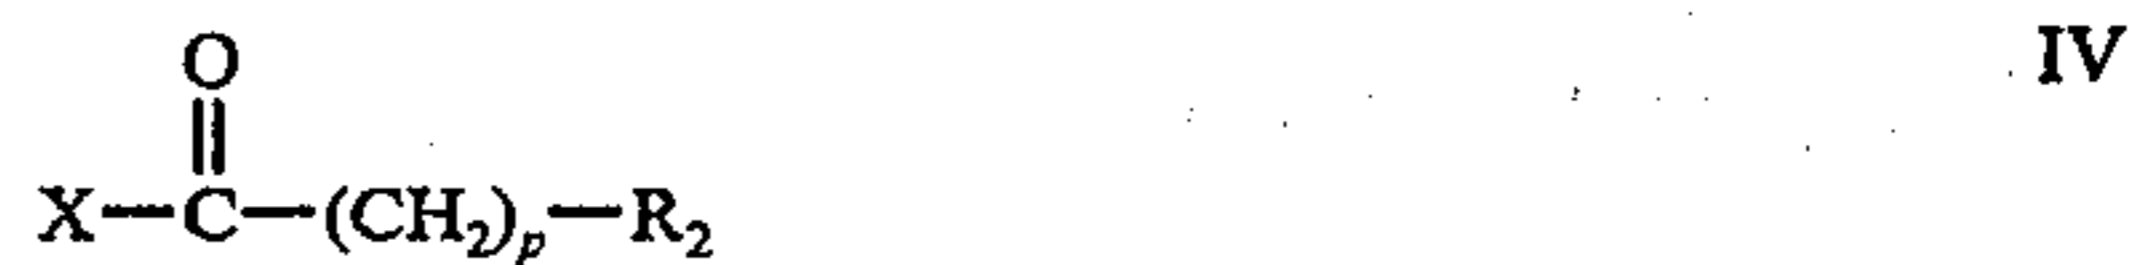 O IV
X—C—(CH₂)ₚ—R₂